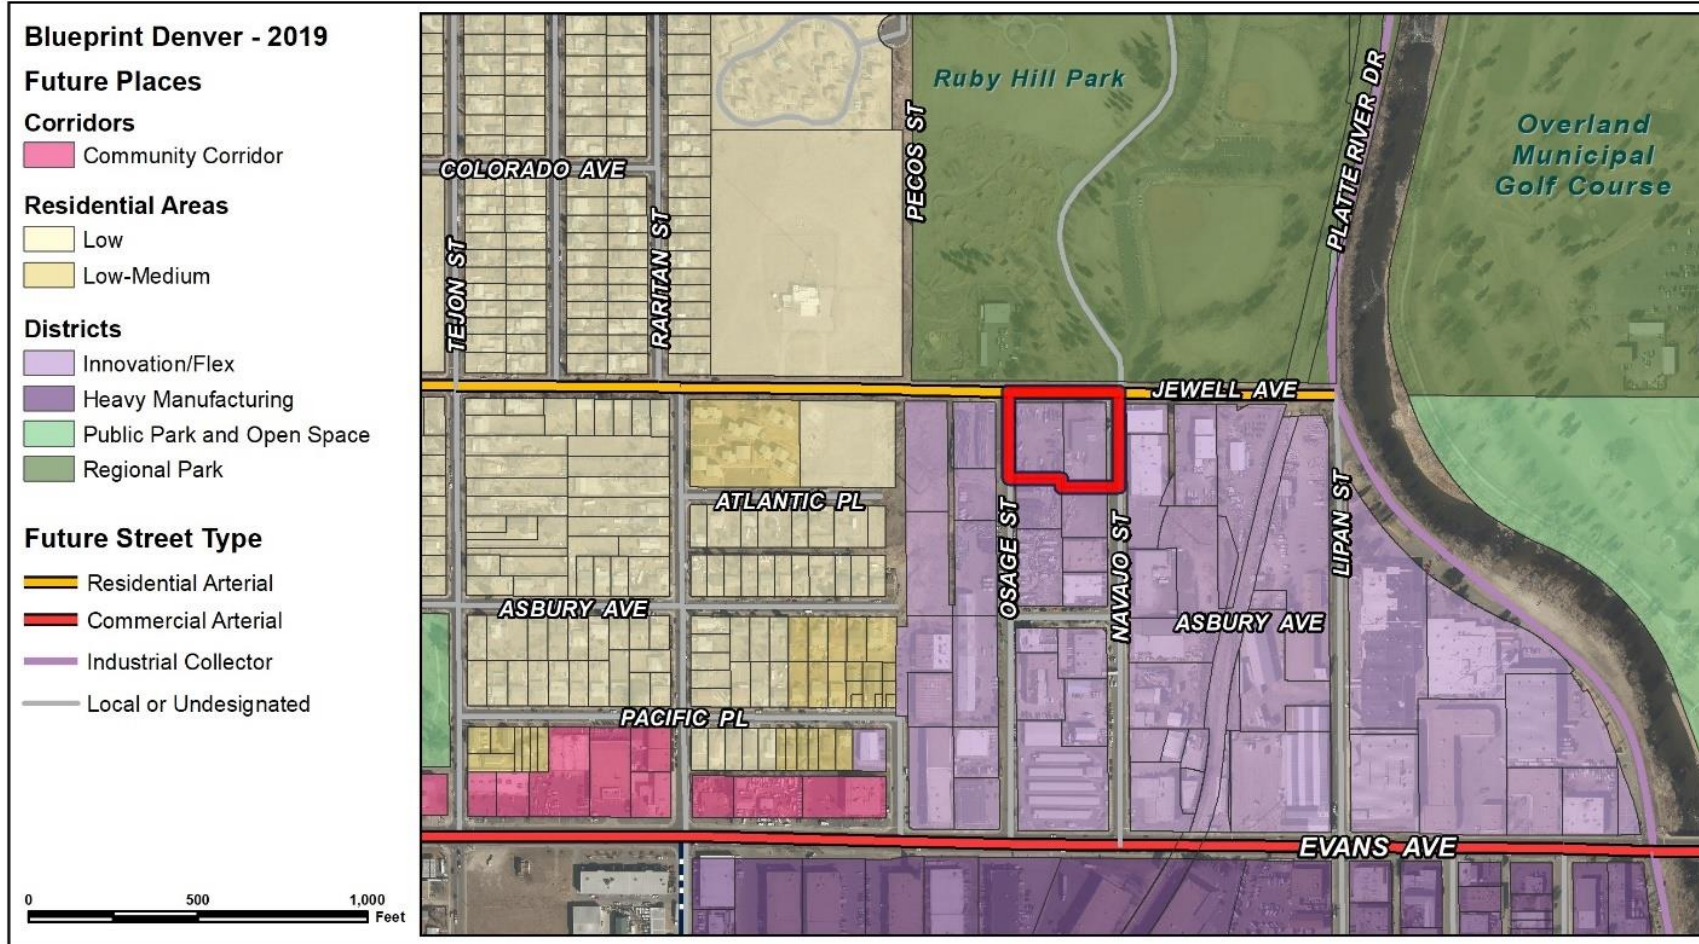 Blueprint Denver - 2019
Future Places
Corridors
Community Corridor
Residential Areas
Low
Low-Medium
Districts
Innovation/Flex
Heavy Manufacturing
Public Park and Open Space
Regional Park
Future Street Type
Residential Arterial
Commercial Arterial
Industrial Collector
Local or Undesignated
0 500 1,000
Feet
Ruby Hill Park
PLATTE RIVER DR
Overland
Municipal
Golf Course
PECOS ST
COLORADO AVE
TEJON ST
RARITAN ST
JEWELL AVE
ATLANTIC PL
OSAGE ST
NAVAJO ST
LIPAN ST
ASBURY AVE
ASBURY AVE
PACIFIC PL
EVANS AVE